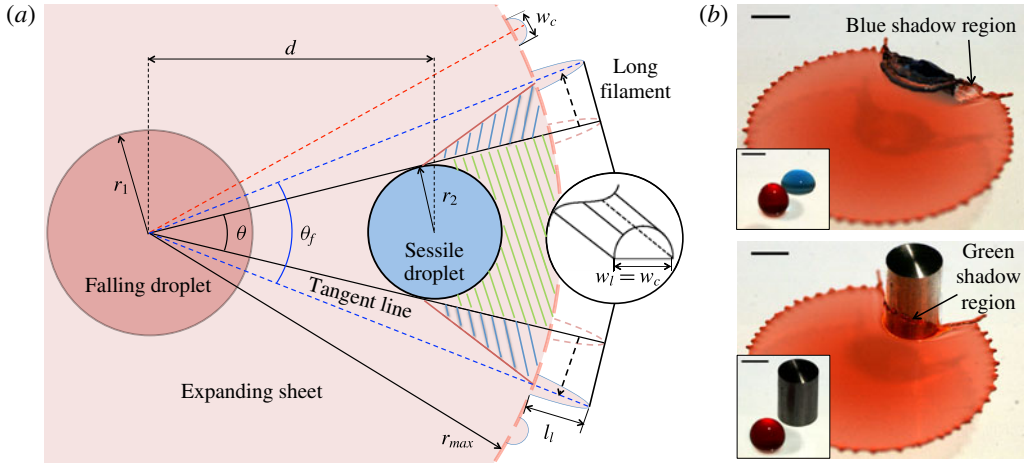 (a)
w_c
d
Long
filament
r_1
r_2
θ
θ_f
Sessile
droplet
w_l = w_c
Falling droplet
Tangent line
Expanding sheet
r_max
l_l
(b)
Blue shadow region
Green
shadow
region